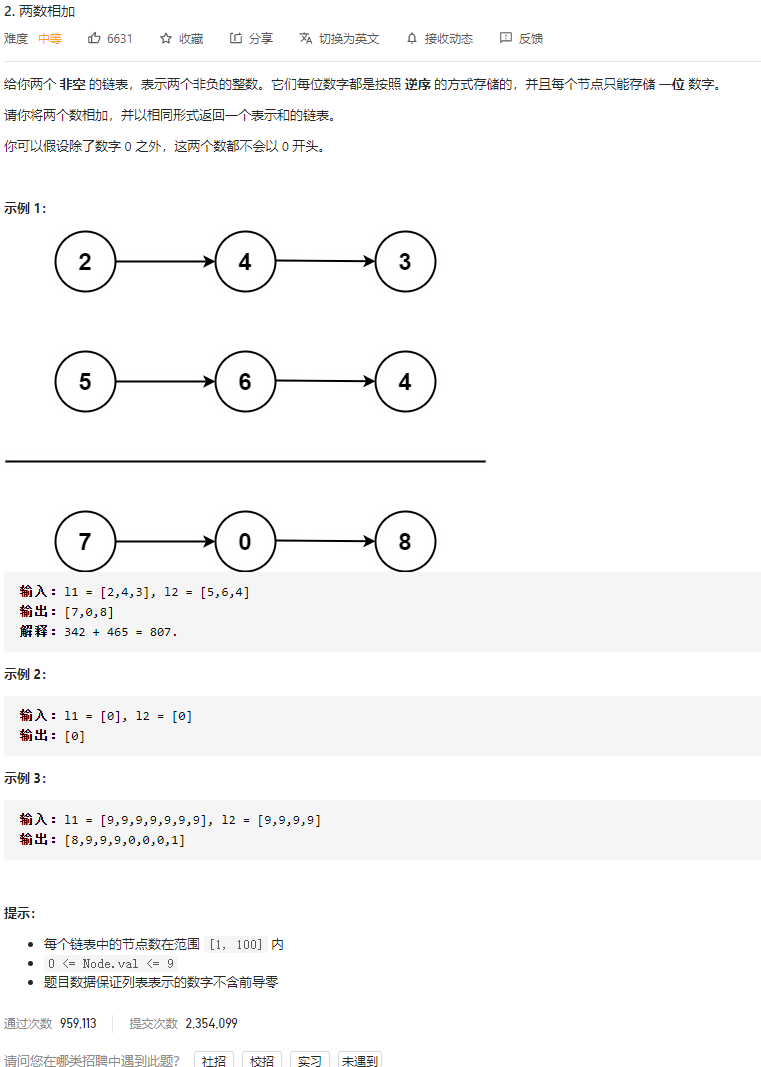 2. 两数相加
难度 中等 6631 收藏 分享 切换为英文 接收动态 反馈
给你两个 非空 的链表，表示两个非负的整数。它们每位数字都是按照 逆序 的方式存储的，并且每个节点只能存储 一位 数字。
请你将两个数相加，并以相同形式返回一个表示和的链表。
你可以假设除了数字 0 之外，这两个数都不会以 0 开头。
示例 1：
2 4 3
5 6 4
7 0 8
输入：l1 = [2,4,3], l2 = [5,6,4]
输出：[7,0,8]
解释：342 + 465 = 807.
示例 2：
输入：l1 = [0], l2 = [0]
输出：[0]
示例 3：
输入：l1 = [9,9,9,9,9,9,9], l2 = [9,9,9,9]
输出：[8,9,9,9,0,0,0,1]
提示：
每个链表中的节点数在范围 [1, 100] 内
0 <= Node.val <= 9
题目数据保证列表表示的数字不含前导零
通过次数 959,113 提交次数 2,354,099
请问您在哪类招聘中遇到此题？ 社招 校招 实习 未遇到